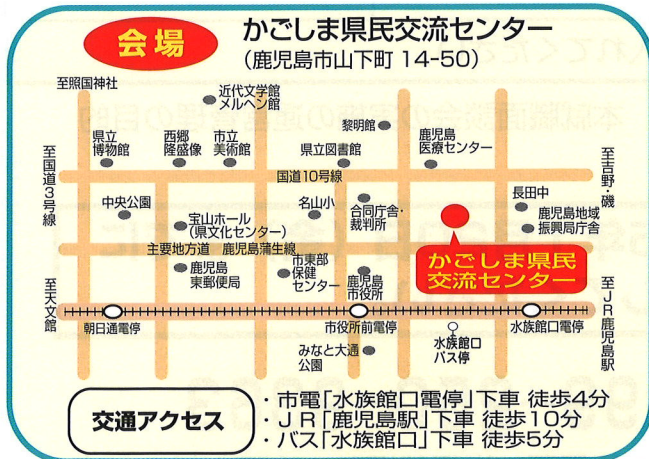 会場
かごしま県民交流センター
（鹿児島市山下町 14-50）
至照国神社
近代文学館
メルヘン館
黎明館
県立
博物館
西郷
隆盛像
市立
美術館
県立図書館
鹿児島
医療センター
至国道3号線
国道10号線
至吉野・磯
中央公園
宝山ホール
（県文化センター）
名山小
合同庁舎・
裁判所
長田中
鹿児島地域
振興局庁舎
主要地方道 鹿児島蒲生線
かごしま県民
交流センター
鹿児島
東郵便局
市東部
保健
センター
鹿児島
市役所
至天文館
至JR鹿児島駅
朝日通電停
市役所前電停
水族館口
バス停
水族館口電停
みなと大通
公園
交通アクセス
・市電「水族館口電停」下車 徒歩4分
・JR「鹿児島駅」下車 徒歩10分
・バス「水族館口」下車 徒歩5分